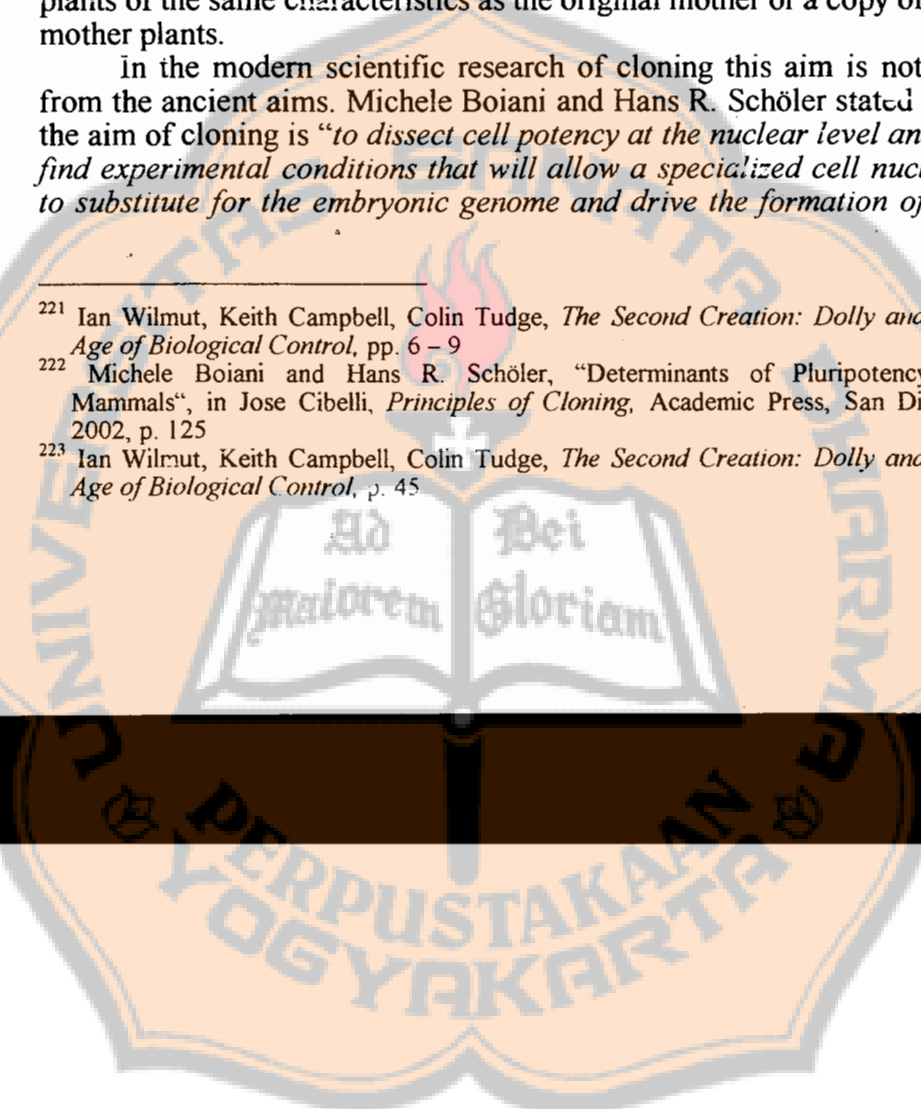 plants of the same characteristics as the original mother or a copy of
mother plants.
In the modern scientific research of cloning this aim is not
from the ancient aims. Michele Boiani and Hans R. Schöler stated
the aim of cloning is “to dissect cell potency at the nuclear level an
find experimental conditions that will allow a specialized cell nucl
to substitute for the embryonic genome and drive the formation of
221 Ian Wilmut, Keith Campbell, Colin Tudge, The Second Creation: Dolly and
Age of Biological Control, pp. 6 – 9
222 Michele Boiani and Hans R. Schöler, “Determinants of Pluripotency
Mammals“, in Jose Cibelli, Principles of Cloning, Academic Press, San Di
2002, p. 125
223 Ian Wilmut, Keith Campbell, Colin Tudge, The Second Creation: Dolly and
Age of Biological Control, p. 45
UNIVERSITAS SANATA DHARMA
Ad maiorem
Dei Gloriam
PERPUSTAKAAN
YOGYAKARTA